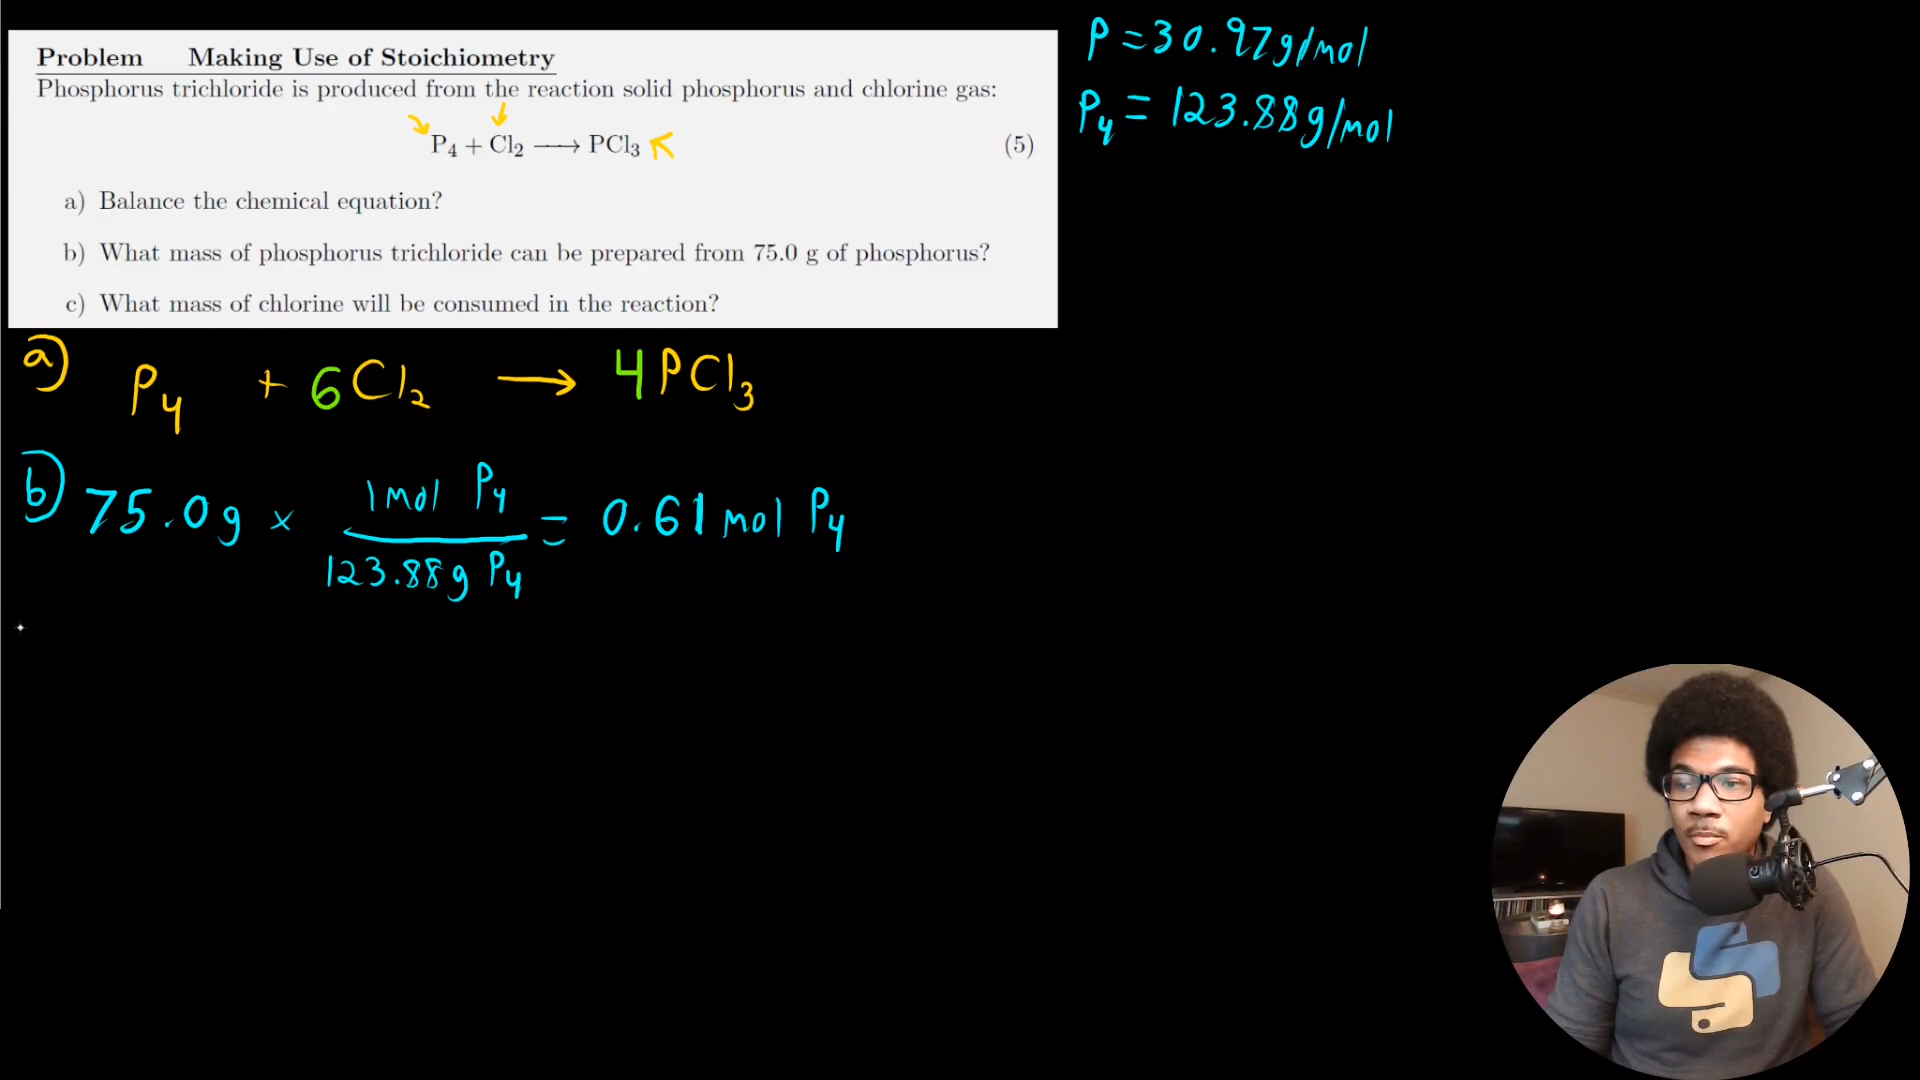 Problem Making Use of Stoichiometry
Phosphorus trichloride is produced from the reaction solid phosphorus and chlorine gas:
P₄ + Cl₂ ⟶ PCl₃ (5)
a) Balance the chemical equation?
b) What mass of phosphorus trichloride can be prepared from 75.0 g of phosphorus?
c) What mass of chlorine will be consumed in the reaction?
P = 30.97g/mol
P₄ = 123.88g/mol
a) P₄ + 6Cl₂ → 4PCl₃
b) 75.0g × 1mol P₄ / 123.88g P₄ = 0.61mol P₄